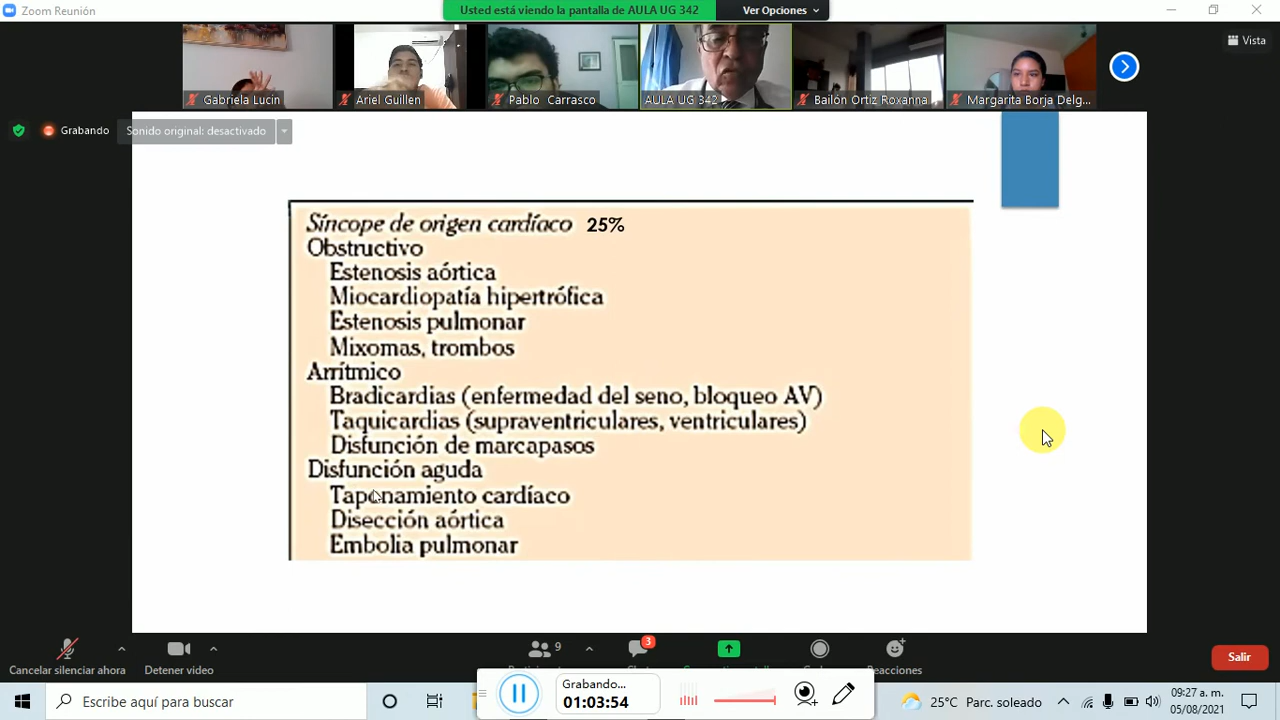 Zoom Reunión
Usted está viendo la pantalla de AULA UG 342
Ver Opciones
Vista
Gabriela Lucin
Ariel Guillen
Pablo Carrasco
AULA UG 342
Bailón Ortiz Roxanna
Margarita Borja Delg...
Grabando
Sonido original: desactivado
Síncope de origen cardíaco 25%
Obstructivo
Estenosis aórtica
Miocardiopatía hipertrófica
Estenosis pulmonar
Mixomas, trombos
Arrítmico
Bradicardias (enfermedad del seno, bloqueo AV)
Taquicardias (supraventriculares, ventriculares)
Disfunción de marcapasos
Disfunción aguda
Taponamiento cardíaco
Disección aórtica
Embolia pulmonar
9
3
Cancelar silenciar ahora
Detener video
Reacciones
Salir
Grabando...
01:03:54
Escribe aquí para buscar
25°C Parc. soleado
09:27 a. m.
05/08/2021